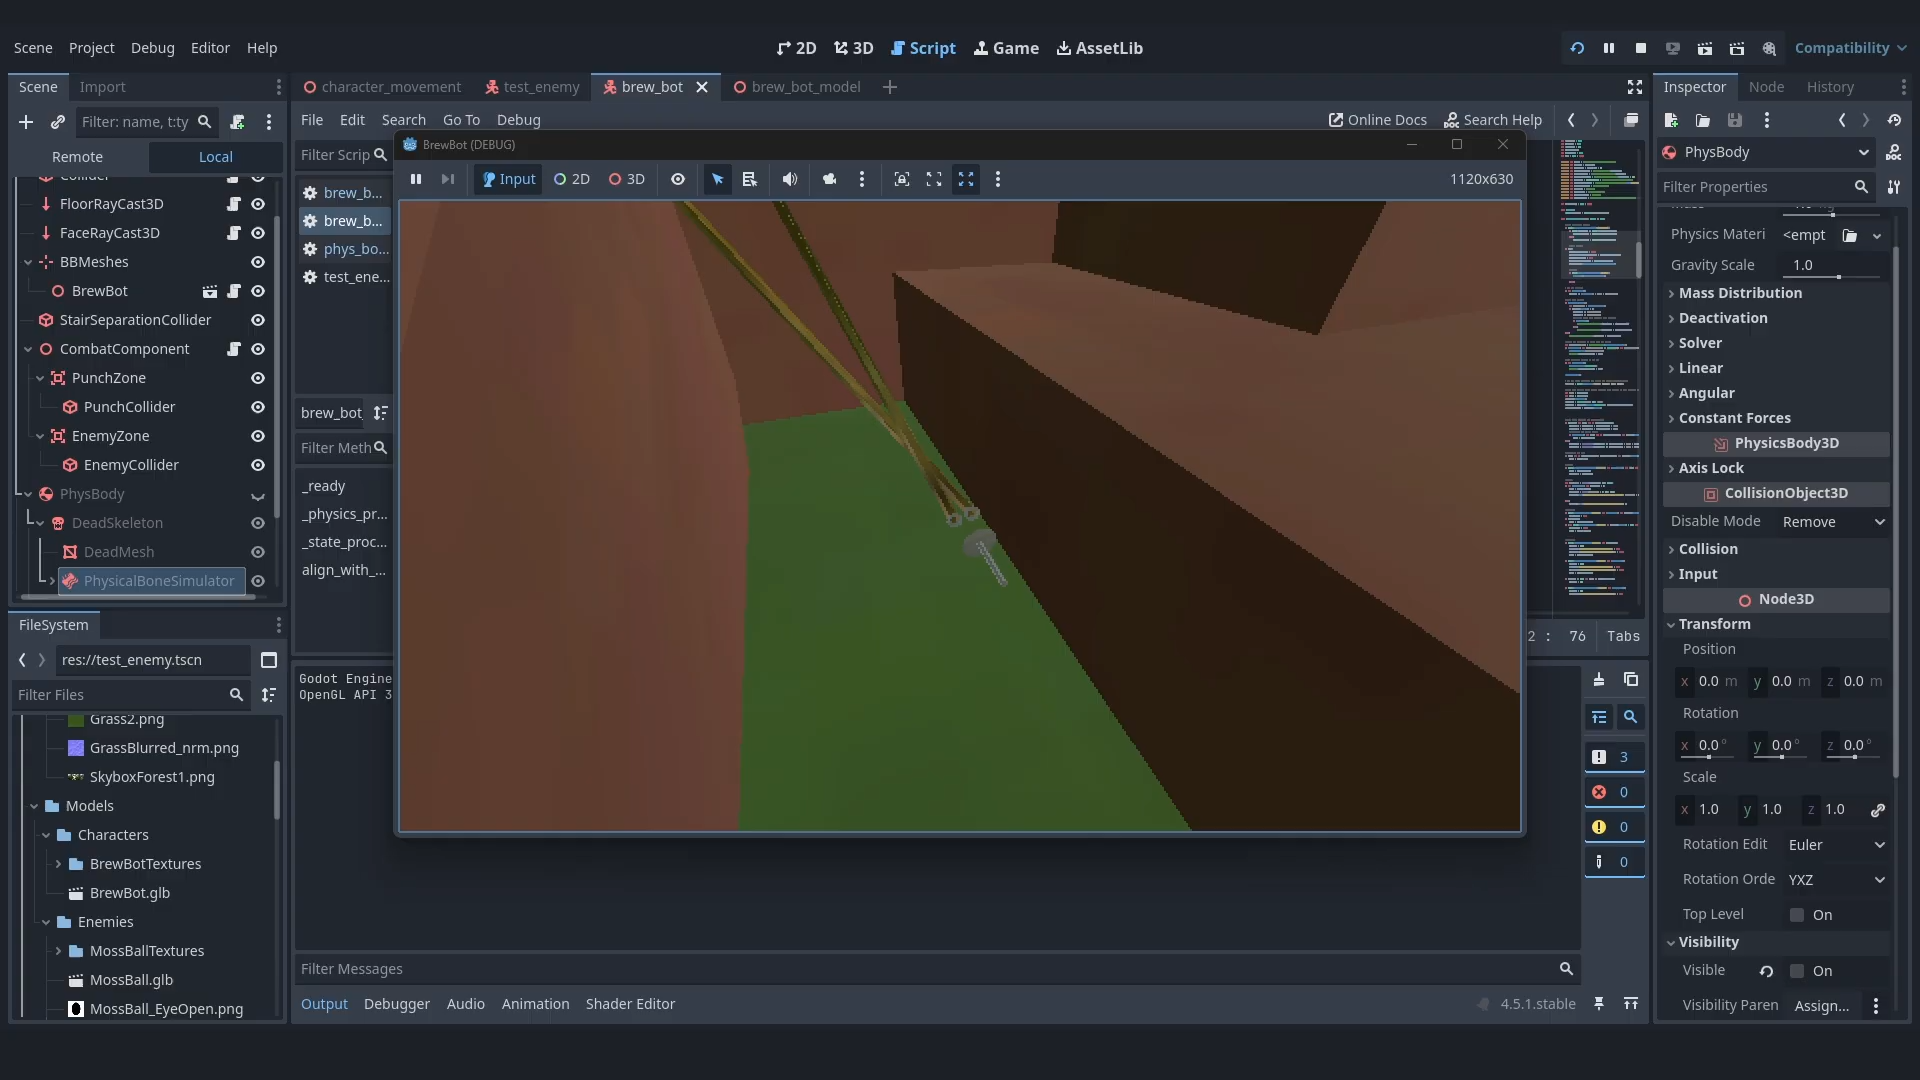 Scene Project Debug Editor Help
2D 3D Script Game AssetLib
Compatibility
Scene Import
character_movement test_enemy brew_bot brew_bot_model
Inspector Node History
Filter: name, t:ty
File Edit Search Go To Debug
Online Docs Search Help
Remote Local
Filter Scrip
BrewBot (DEBUG)
PhysBody
Input 2D 3D
1120x630
Filter Properties
FloorRayCast3D
FaceRayCast3D
BBMeshes
BrewBot
StairSeparationCollider
CombatComponent
PunchZone
PunchCollider
EnemyZone
EnemyCollider
PhysBody
DeadSkeleton
DeadMesh
PhysicalBoneSimulator
brew_b...
brew_b...
phys_bo...
test_ene...
brew_bot
Filter Meth
_ready
_physics_pr...
_state_proc...
align_with_...
2 : 76 Tabs
Physics Materi <empt
Gravity Scale 1.0
Mass Distribution
Deactivation
Solver
Linear
Angular
Constant Forces
PhysicsBody3D
Axis Lock
CollisionObject3D
Disable Mode Remove
Collision
Input
Node3D
Transform
Position
x 0.0 m y 0.0 m z 0.0 m
Rotation
x 0.0 ° y 0.0 ° z 0.0 °
Scale
x 1.0 y 1.0 z 1.0
Rotation Edit Euler
Rotation Orde YXZ
Top Level On
Visibility
Visible On
Visibility Paren Assign...
FileSystem
res://test_enemy.tscn
Filter Files
Grass2.png
GrassBlurred_nrm.png
SkyboxForest1.png
Models
Characters
BrewBotTextures
BrewBot.glb
Enemies
MossBallTextures
MossBall.glb
MossBall_EyeOpen.png
Godot Engine
OpenGL API 3
3
0
0
0
Filter Messages
Output Debugger Audio Animation Shader Editor
4.5.1.stable